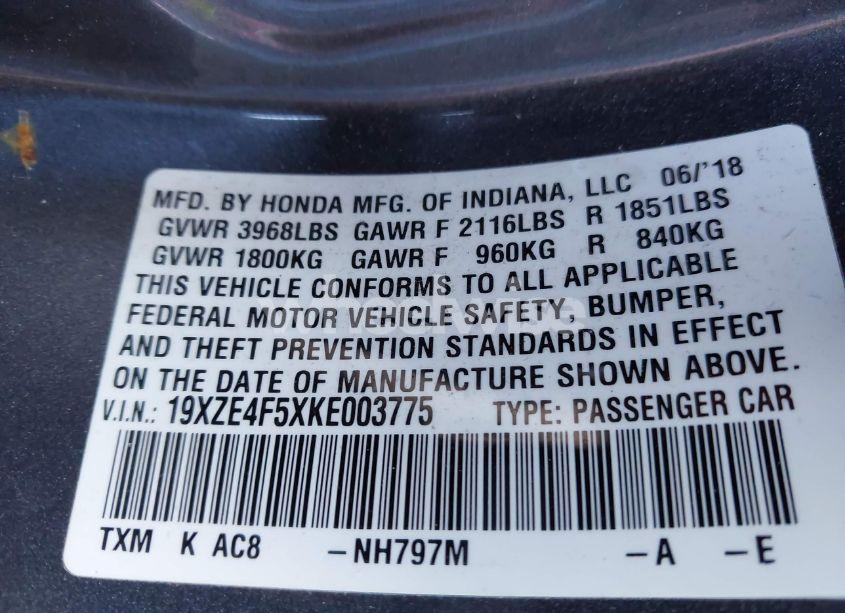 MFD. BY HONDA MFG. OF INDIANA, LLC 06/'18
GVWR 3968LBS GAWR F 2116LBS R 1851LBS
GVWR 1800KG GAWR F 960KG R 840KG
THIS VEHICLE CONFORMS TO ALL APPLICABLE
FEDERAL MOTOR VEHICLE SAFETY, BUMPER,
AND THEFT PREVENTION STANDARDS IN EFFECT
ON THE DATE OF MANUFACTURE SHOWN ABOVE.
V.I.N.: 19XZE4F5XKE003775 TYPE: PASSENGER CAR
TXM K AC8 -NH797M -A -E